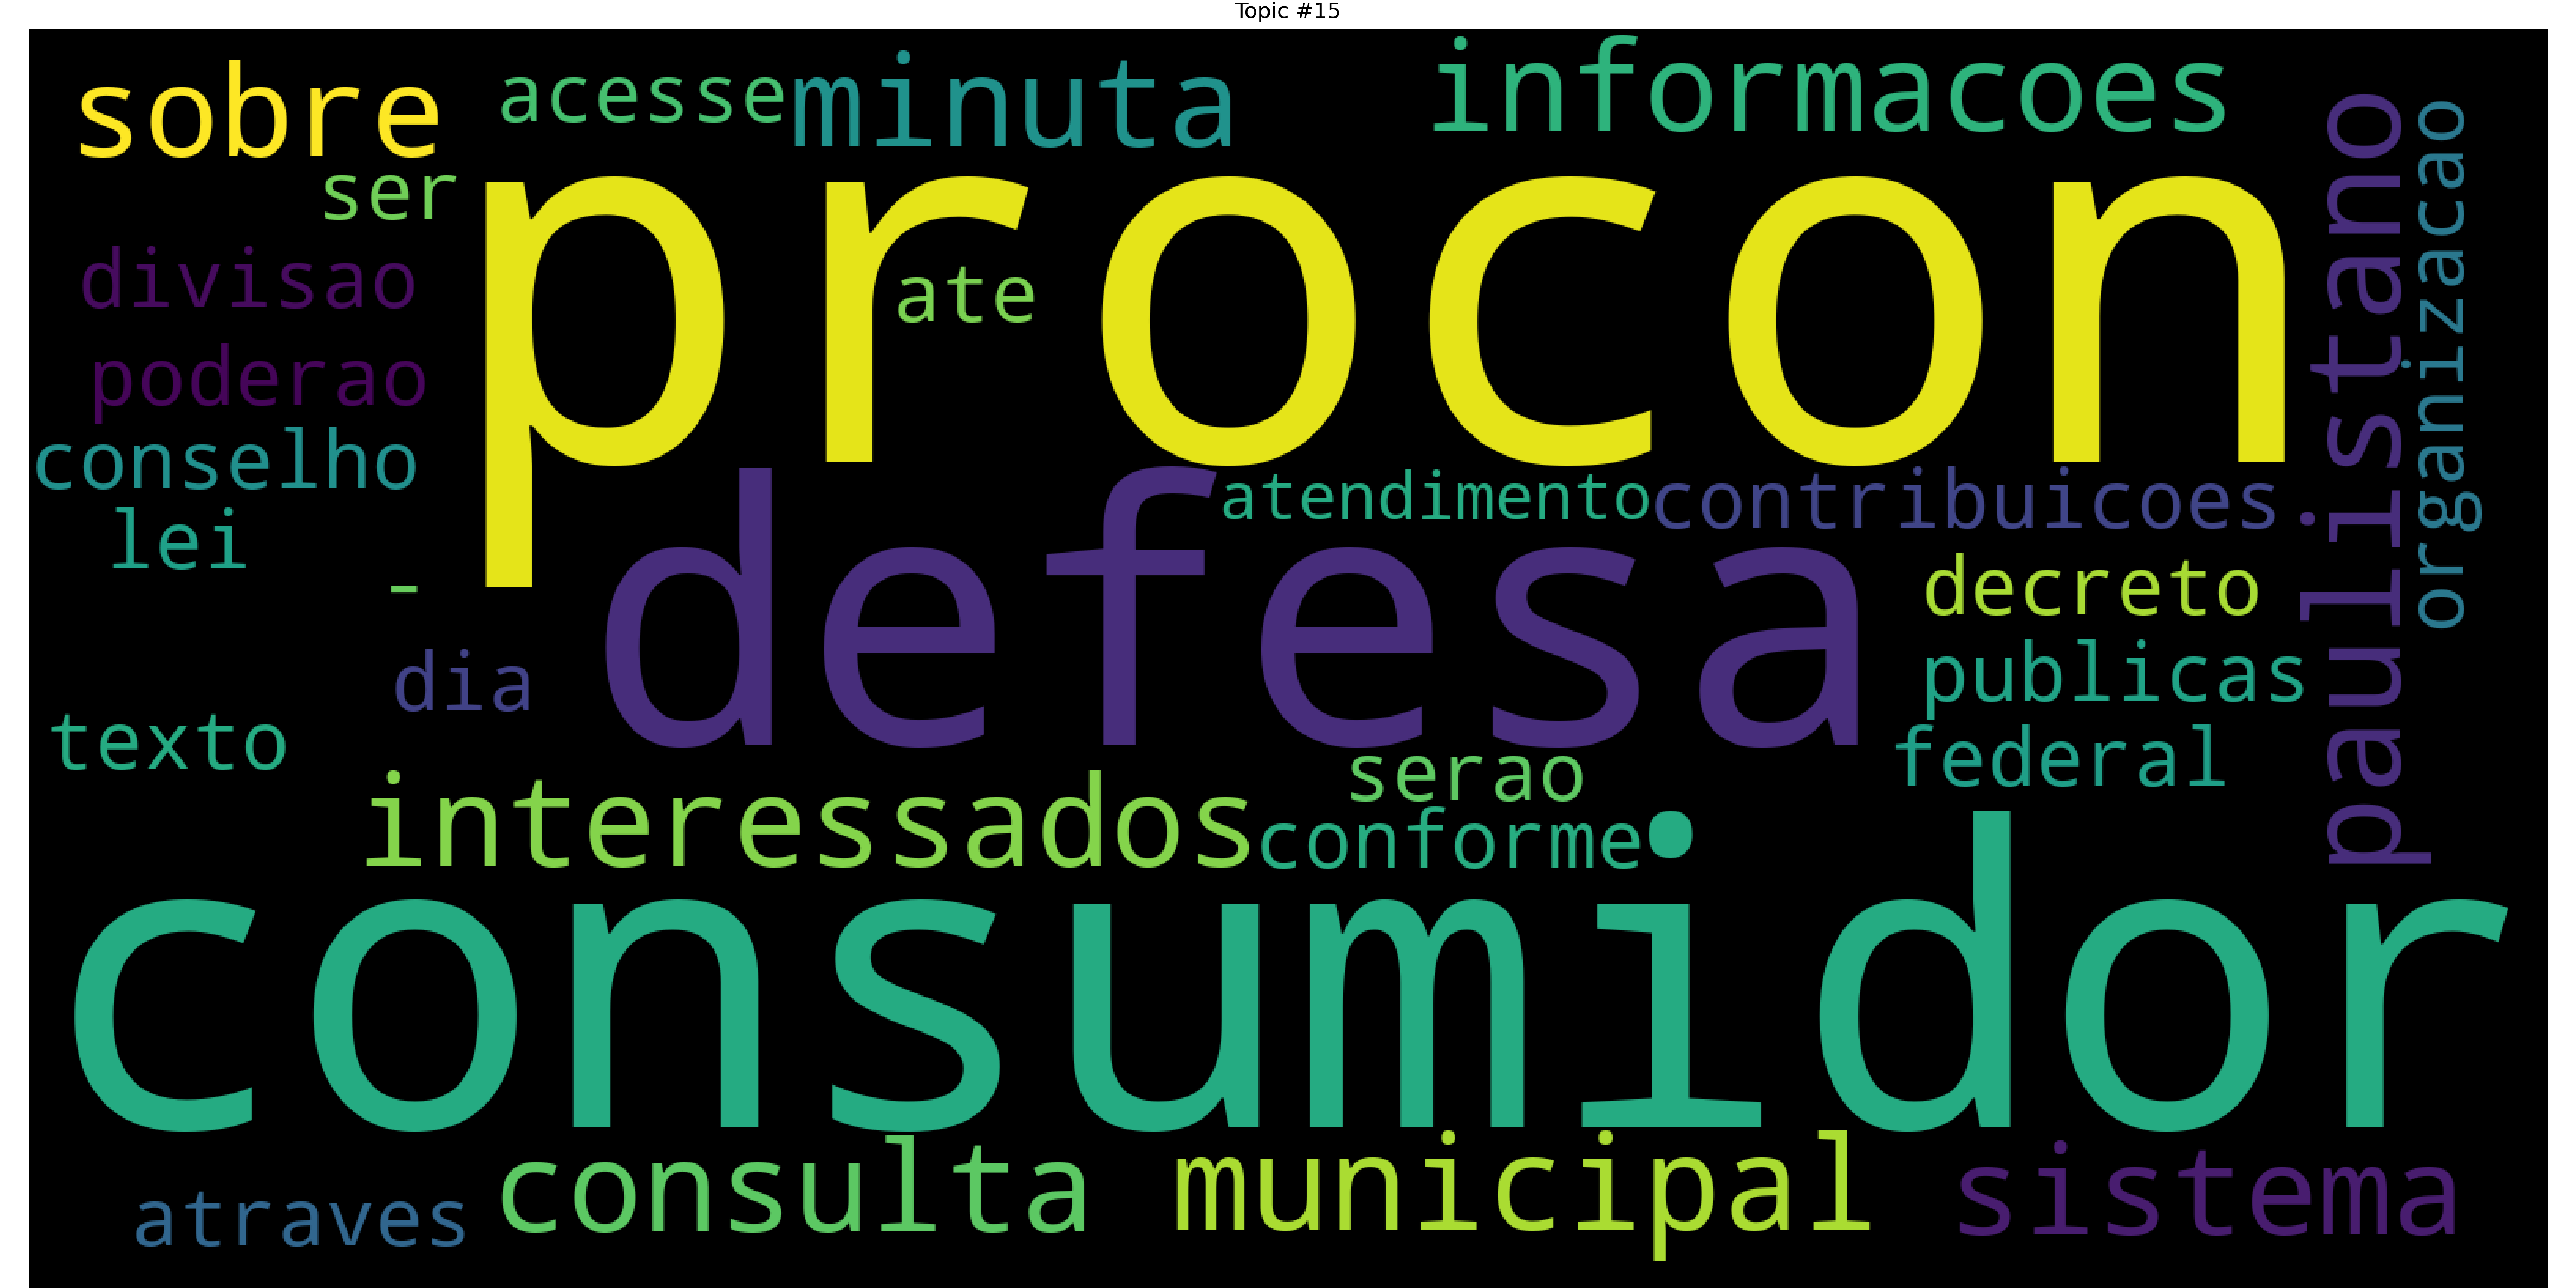 Topic #15
sobre
acesse
minuta
informacoes
ser
procon
paulistano
organizacao
divisao
ate
poderao
conselho
atendimento
contribuicoes
lei
defesa
-
decreto
dia
publicas
texto
federal
interessados
serao
conforme
consumidor
consulta
municipal
sistema
atraves